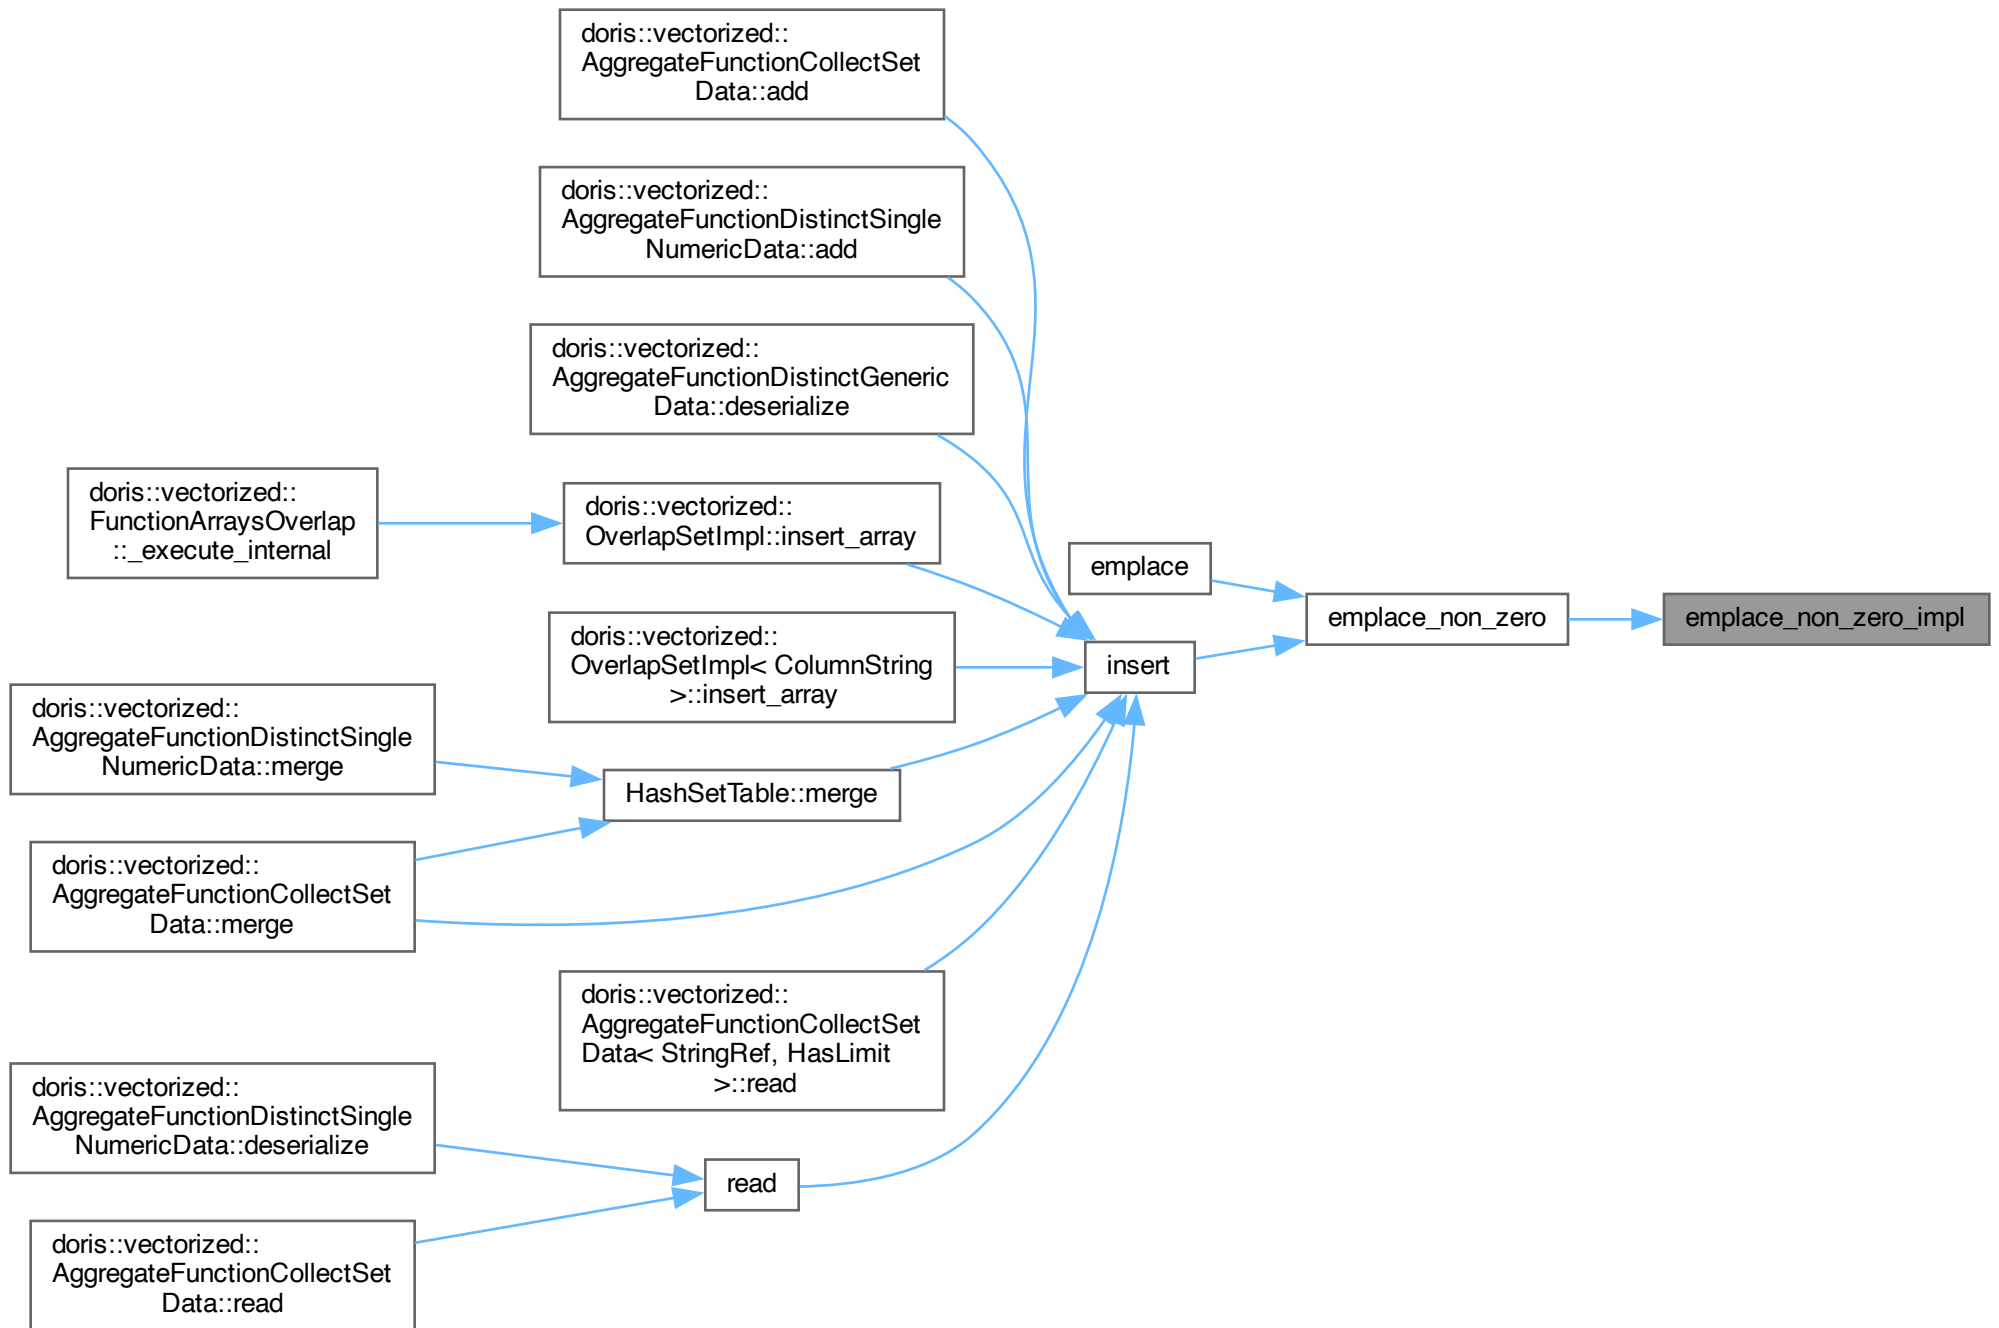 doris::vectorized::
AggregateFunctionCollectSet
Data::add
doris::vectorized::
AggregateFunctionDistinctSingle
NumericData::add
doris::vectorized::
AggregateFunctionDistinctGeneric
Data::deserialize
doris::vectorized::
FunctionArraysOverlap
::_execute_internal
doris::vectorized::
OverlapSetImpl::insert_array
emplace
emplace_non_zero
emplace_non_zero_impl
doris::vectorized::
OverlapSetImpl< ColumnString
>::insert_array
insert
doris::vectorized::
AggregateFunctionDistinctSingle
NumericData::merge
HashSetTable::merge
doris::vectorized::
AggregateFunctionCollectSet
Data::merge
doris::vectorized::
AggregateFunctionCollectSet
Data< StringRef, HasLimit
>::read
doris::vectorized::
AggregateFunctionDistinctSingle
NumericData::deserialize
read
doris::vectorized::
AggregateFunctionCollectSet
Data::read